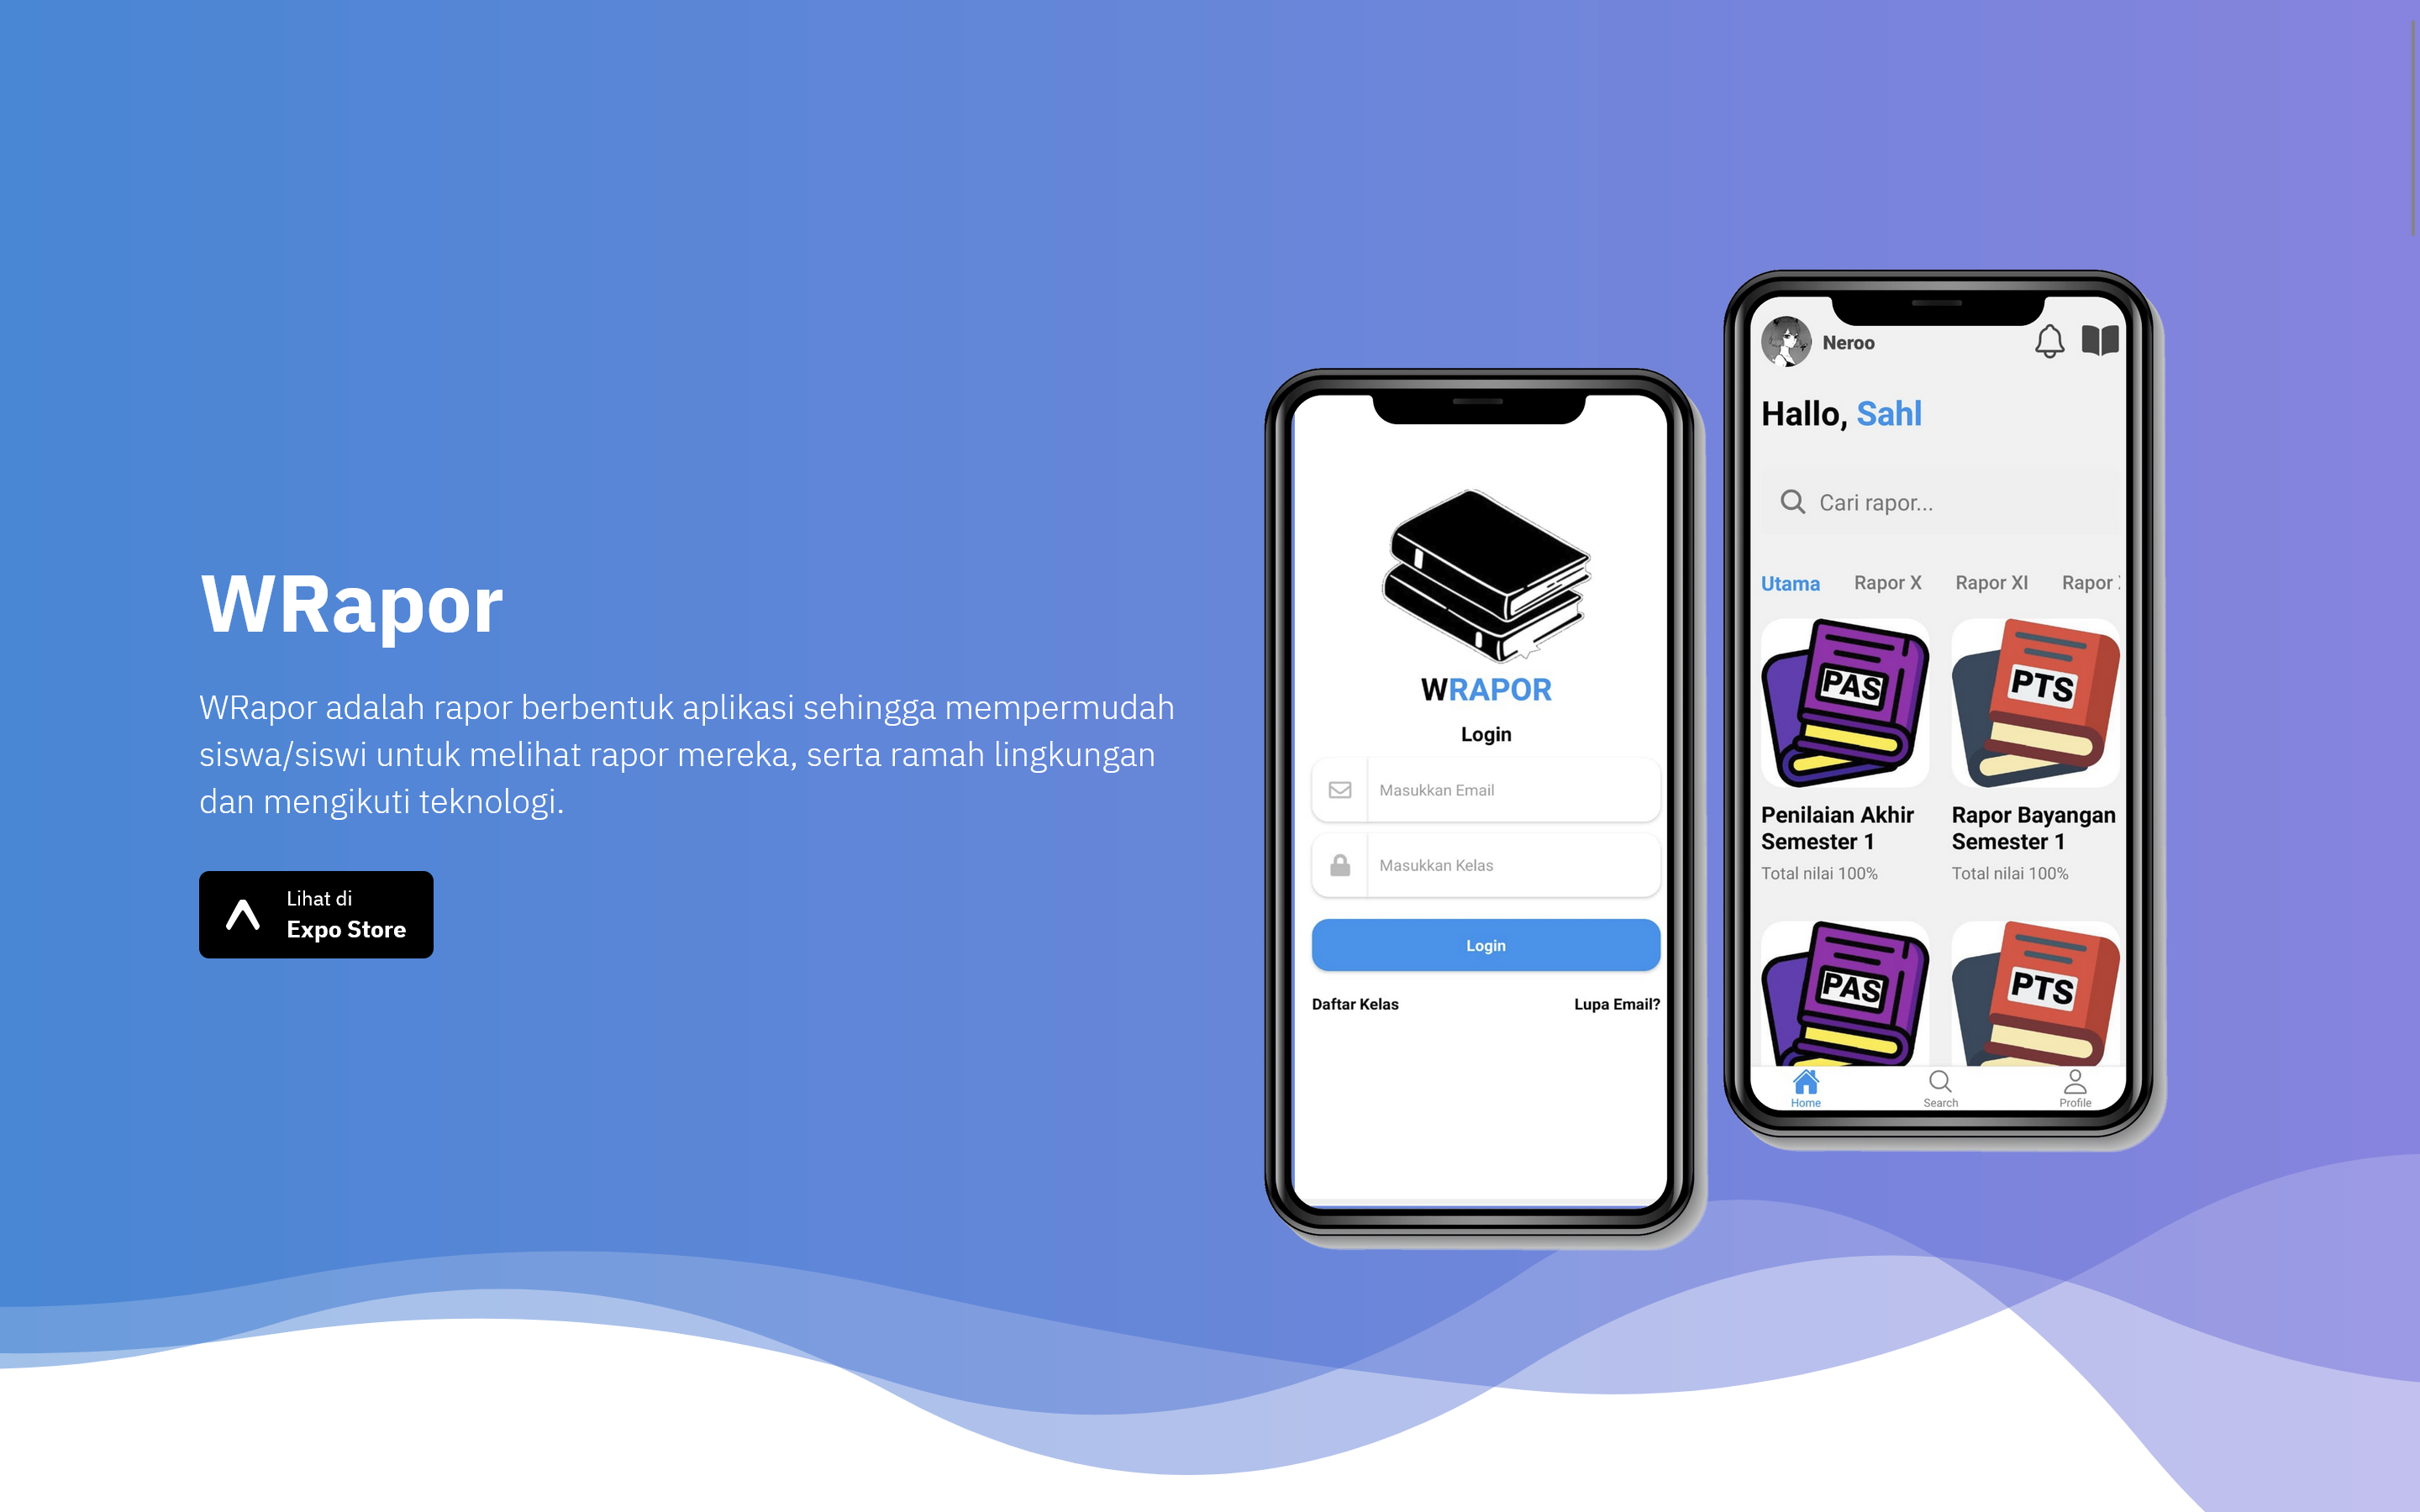 WRapor
WRapor adalah rapor berbentuk aplikasi sehingga mempermudah
siswa/siswi untuk melihat rapor mereka, serta ramah lingkungan
dan mengikuti teknologi.
Lihat di
Expo Store
WRAPOR
Login
Masukkan Email
Masukkan Kelas
Login
Daftar Kelas Lupa Email?
Neroo
Hallo, Sahl
Cari rapor...
Utama Rapor X Rapor XI Rapor
PAS PTS
Penilaian Akhir Rapor Bayangan
Semester 1 Semester 1
Total nilai 100% Total nilai 100%
PAS PTS
Home Search Profile